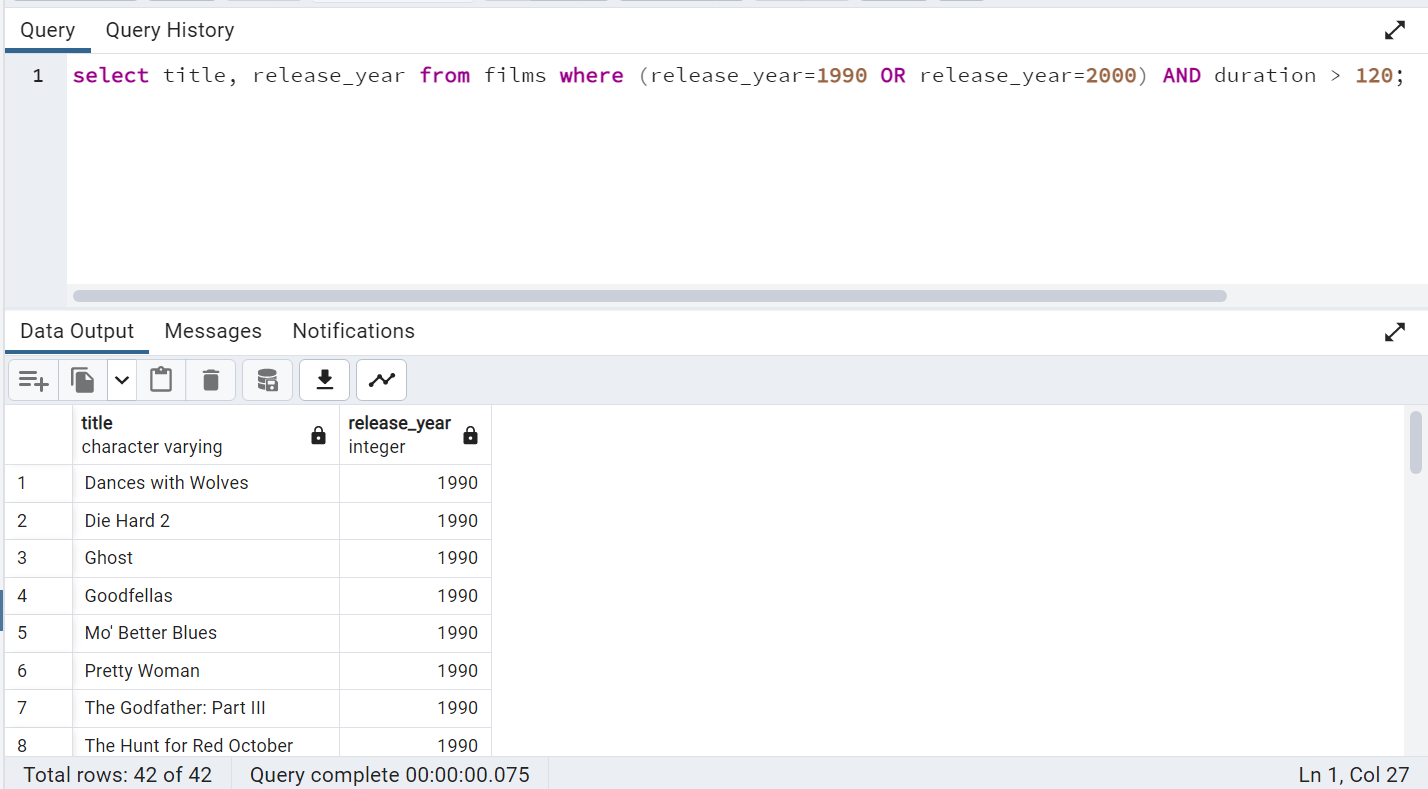 Query Query History
1 select title, release_year from films where (release_year=1990 OR release_year=2000) AND duration > 120;
Data Output Messages Notifications
title release_year
character varying integer
1 Dances with Wolves 1990
2 Die Hard 2 1990
3 Ghost 1990
4 Goodfellas 1990
5 Mo' Better Blues 1990
6 Pretty Woman 1990
7 The Godfather: Part III 1990
8 The Hunt for Red October 1990
Total rows: 42 of 42 Query complete 00:00:00.075 Ln 1, Col 27